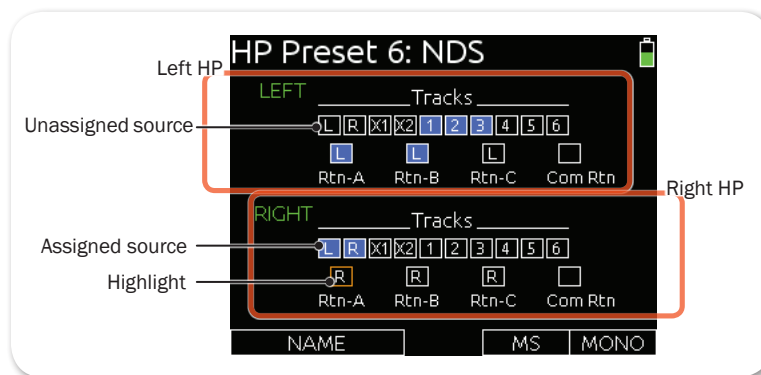 HP Preset 6: NDS
Left HP
LEFT
Tracks
Unassigned source
L R X1 X2 1 2 3 4 5 6
L L L
Rtn-A Rtn-B Rtn-C Com Rtn
Right HP
RIGHT
Tracks
Assigned source
L R X1 X2 1 2 3 4 5 6
Highlight
R R R
Rtn-A Rtn-B Rtn-C Com Rtn
NAME MS MONO